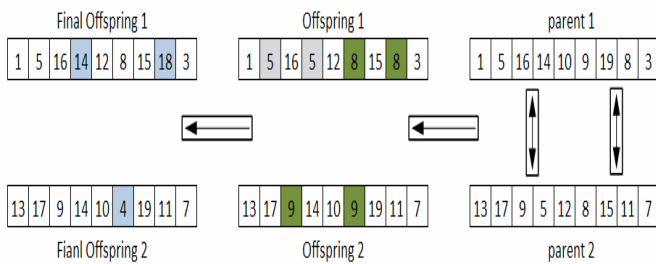 Final Offspring 1 Offspring 1 parent 1
1 5 16 14 12 8 15 18 3 1 5 16 5 12 8 15 8 3 1 5 16 14 10 9 19 8 3
13 17 9 14 10 4 19 11 7 13 17 9 14 10 9 19 11 7 13 17 9 5 12 8 15 11 7
Fianl Offspring 2 Offspring 2 parent 2